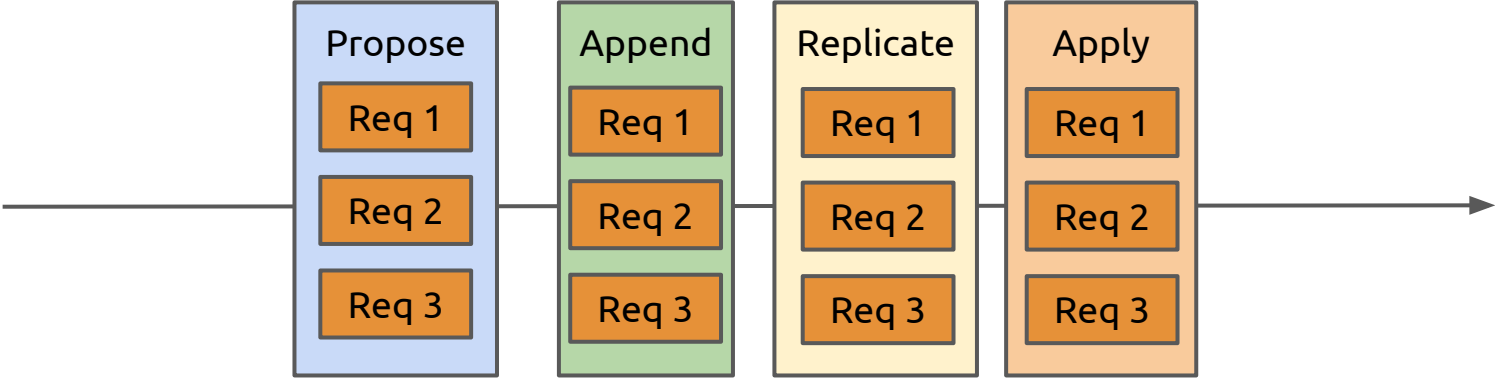 Propose
Req 1
Req 2
Req 3
Append
Req 1
Req 2
Req 3
Replicate
Req 1
Req 2
Req 3
Apply
Req 1
Req 2
Req 3